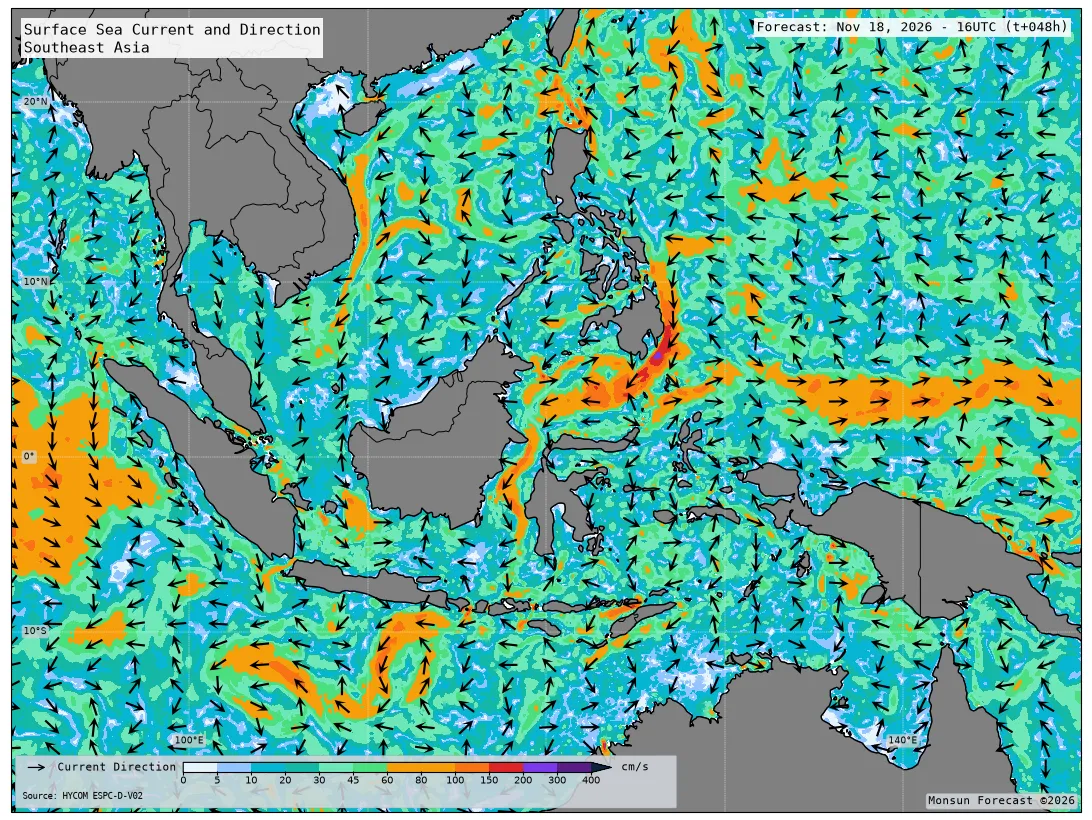 Surface Sea Current and Direction
Southeast Asia
Forecast: Nov 18, 2026 - 16UTC (t+048h)
20°N
10°N
0°
10°S
100°E
140°E
Current Direction
0 5 10 20 30 45 60 80 100 150 200 300 400
cm/s
Source: HYCOM ESPC-D-V02
Monsun Forecast ©2026